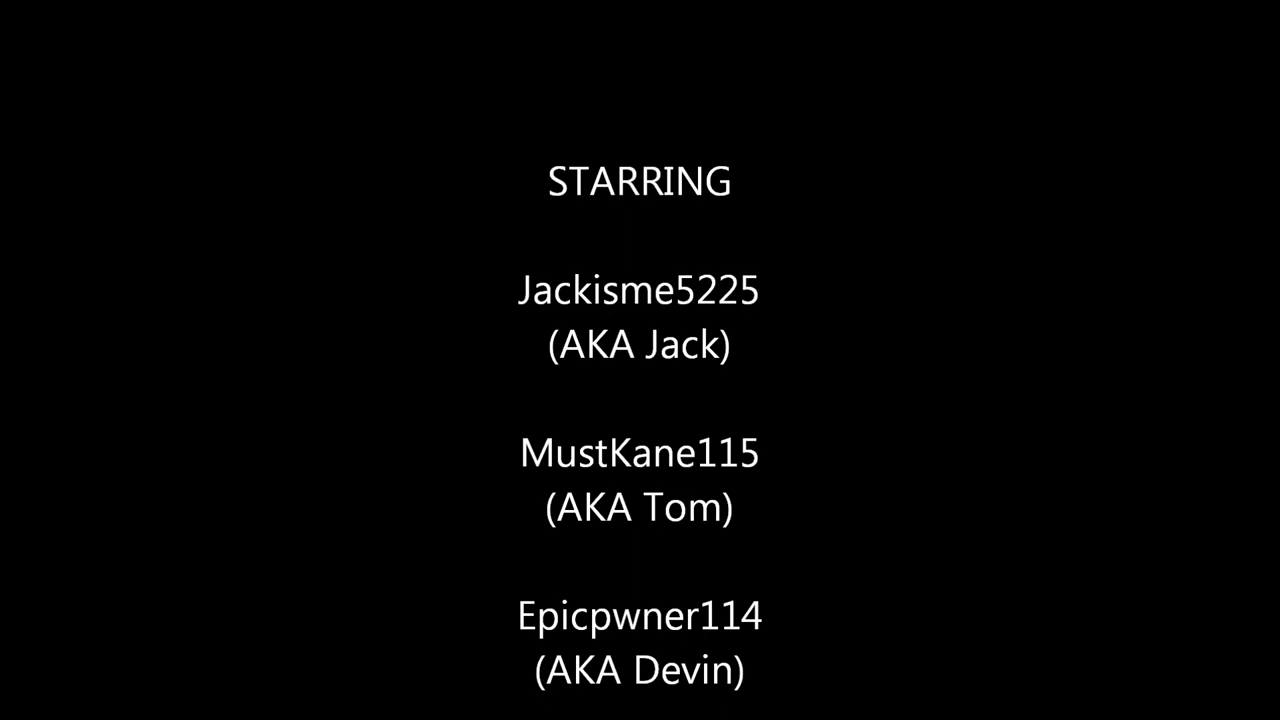 STARRING
Jackisme5225
(AKA Jack)
MustKane115
(AKA Tom)
Epicpwner114
(AKA Devin)